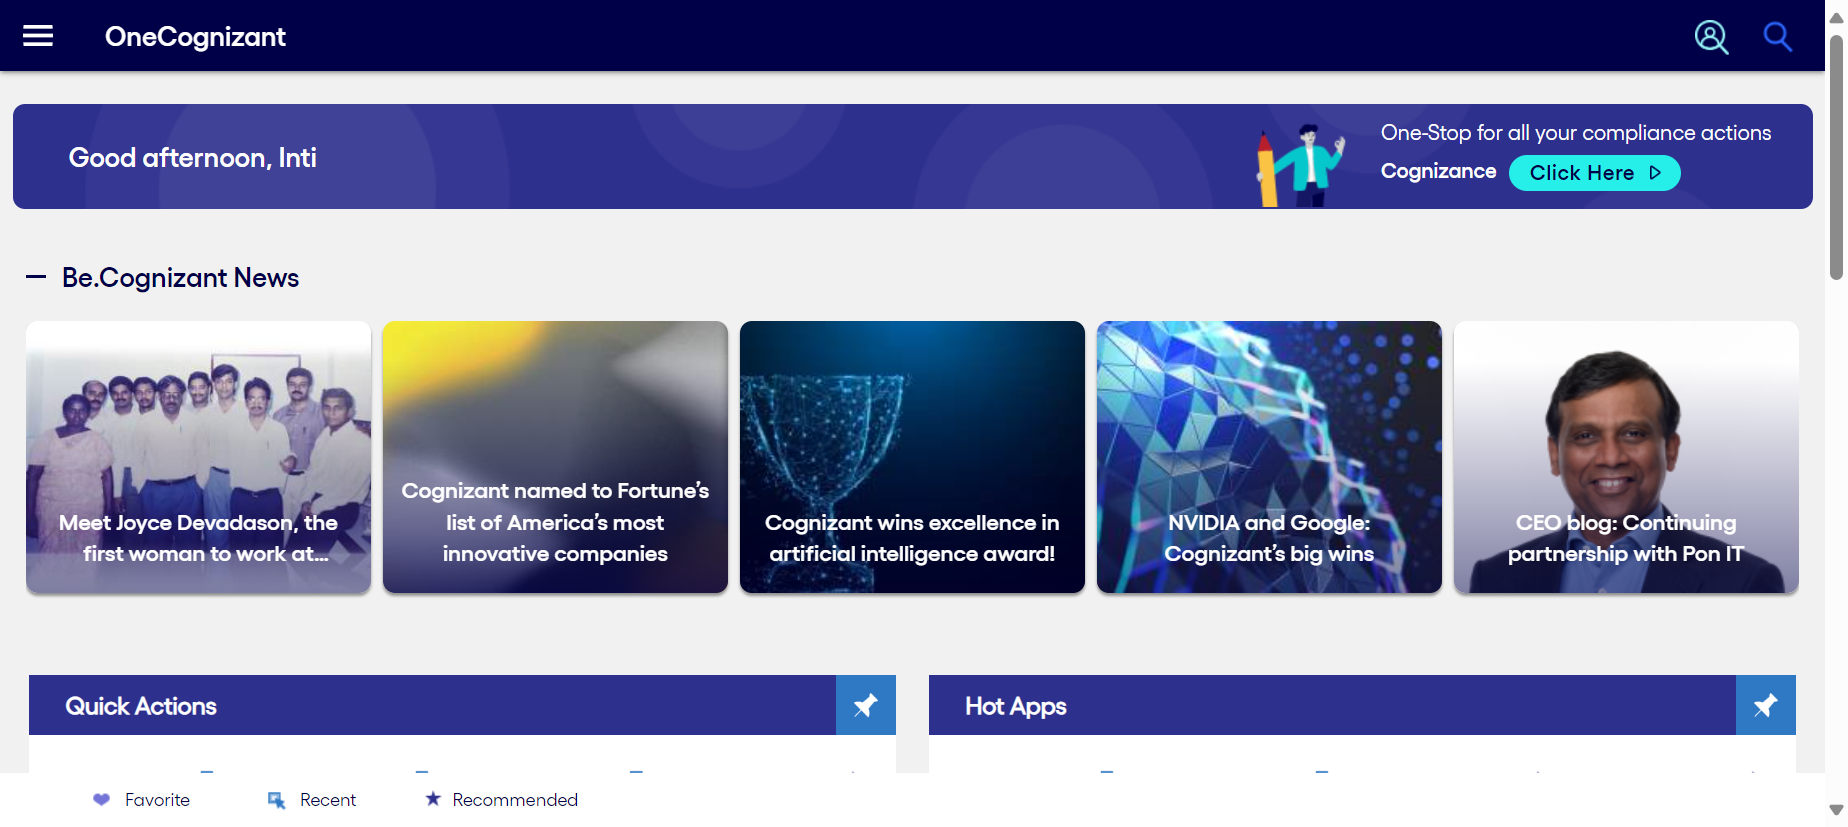 OneCognizant
Good afternoon, Inti
One-Stop for all your compliance actions
Cognizance
Click Here
Be.Cognizant News
Meet Joyce Devadason, the
first woman to work at...
Cognizant named to Fortune’s
list of America’s most
innovative companies
Cognizant wins excellence in
artificial intelligence award!
NVIDIA and Google:
Cognizant’s big wins
CEO blog: Continuing
partnership with Pon IT
Quick Actions
Hot Apps
Favorite
Recent
Recommended